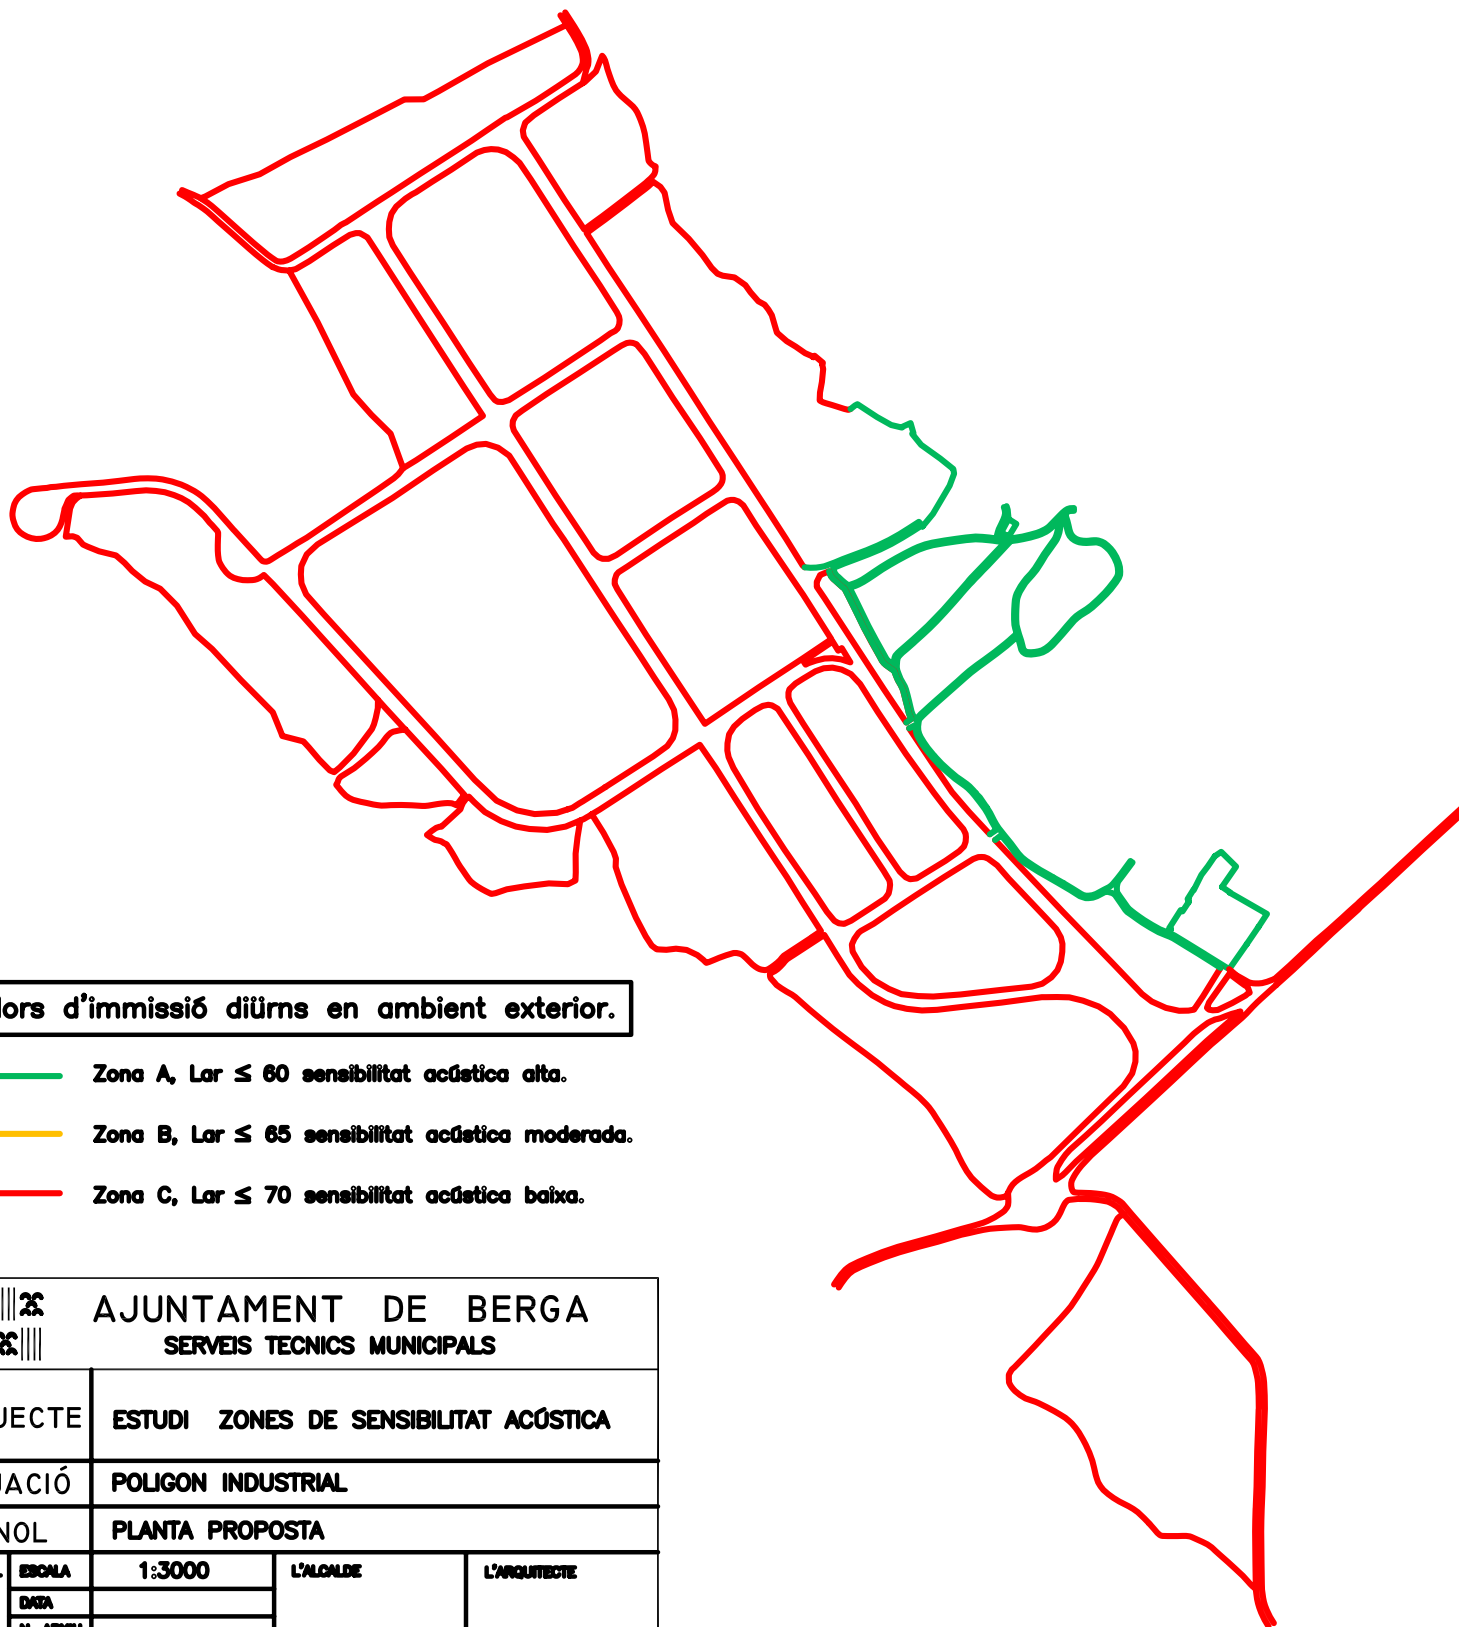 lors d'immissió diürns en ambient exterior.
Zona A, Lar ≤ 60 sensibilitat acústica alta.
Zona B, Lar ≤ 65 sensibilitat acústica moderada.
Zona C, Lar ≤ 70 sensibilitat acústica baixa.
AJUNTAMENT DE BERGA
SERVEIS TECNICS MUNICIPALS
JECTE ESTUDI ZONES DE SENSIBILITAT ACÚSTICA
ACIÓ POLIGON INDUSTRIAL
NOL PLANTA PROPOSTA
ESCALA 1:3000 L'ALCALDE L'ARQUITECTE
DATA